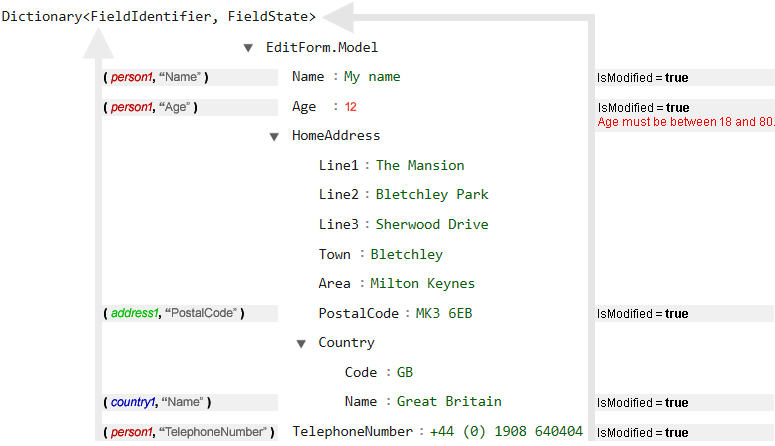 Dictionary<FieldIdentifier, FieldState>
EditForm.Model
( person1, “Name” ) Name : My name IsModified = true
( person1, “Age” ) Age : 12 IsModified = true
Age must be between 18 and 80.
HomeAddress
Line1 : The Mansion
Line2 : Bletchley Park
Line3 : Sherwood Drive
Town : Bletchley
Area : Milton Keynes
( address1, “PostalCode” ) PostalCode : MK3 6EB IsModified = true
Country
Code : GB
( country1, “Name” ) Name : Great Britain IsModified = true
( person1, “TelephoneNumber” ) TelephoneNumber : +44 (0) 1908 640404 IsModified = true